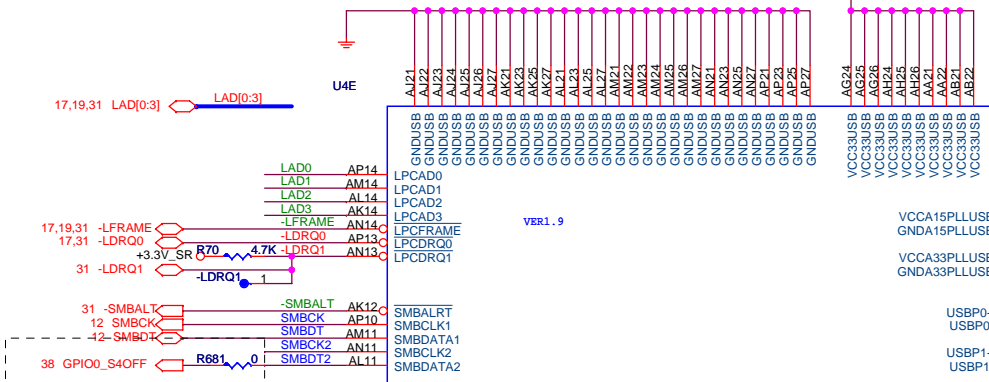 AJ21 AJ22 AJ23 AJ24 AJ25 AJ26 AJ27 AK21 AK23 AK25 AK27 AL21 AL23 AL25 AL27 AM21 AM22 AM23 AM24 AM25 AM26 AM27 AN21 AN23 AN25 AN27 AP21 AP23 AP25 AP27 AG24 AG25 AG26 AH24 AH25 AH26 AA21 AA22 AB21 AB22
U4E
17,19,31 LAD[0:3] LAD[0:3]
GNDUSB GNDUSB GNDUSB GNDUSB GNDUSB GNDUSB GNDUSB GNDUSB GNDUSB GNDUSB GNDUSB GNDUSB GNDUSB GNDUSB GNDUSB GNDUSB GNDUSB GNDUSB GNDUSB GNDUSB GNDUSB GNDUSB GNDUSB GNDUSB GNDUSB GNDUSB GNDUSB GNDUSB GNDUSB GNDUSB VCC33USB VCC33USB VCC33USB VCC33USB VCC33USB VCC33USB VCC33USB VCC33USB VCC33USB VCC33USB
LAD0 AP14 LPCAD0
LAD1 AM14 LPCAD1
LAD2 AL14 LPCAD2
LAD3 AK14 LPCAD3
VER1.9
VCCA15PLLUSB
GNDA15PLLUSB
17,19,31 -LFRAME -LFRAME AN14 LPCFRAME
17,31 -LDRQ0 -LDRQ0 AP13 LPCDRQ0
+3.3V_SR R70 4.7K -LDRQ1 AN13 LPCDRQ1
VCCA33PLLUSB
GNDA33PLLUSB
31 -LDRQ1
-LDRQ1 1
31 -SMBALT -SMBALT AK12 SMBALRT
12 SMBCK SMBCK AP10 SMBCLK1
12 SMBDT SMBDT AM11 SMBDATA1
SMBCK2 AN11 SMBCLK2
38 GPIO0_S4OFF R681 0 SMBDT2 AL11 SMBDATA2
USBP0-
USBP0
USBP1-
USBP1